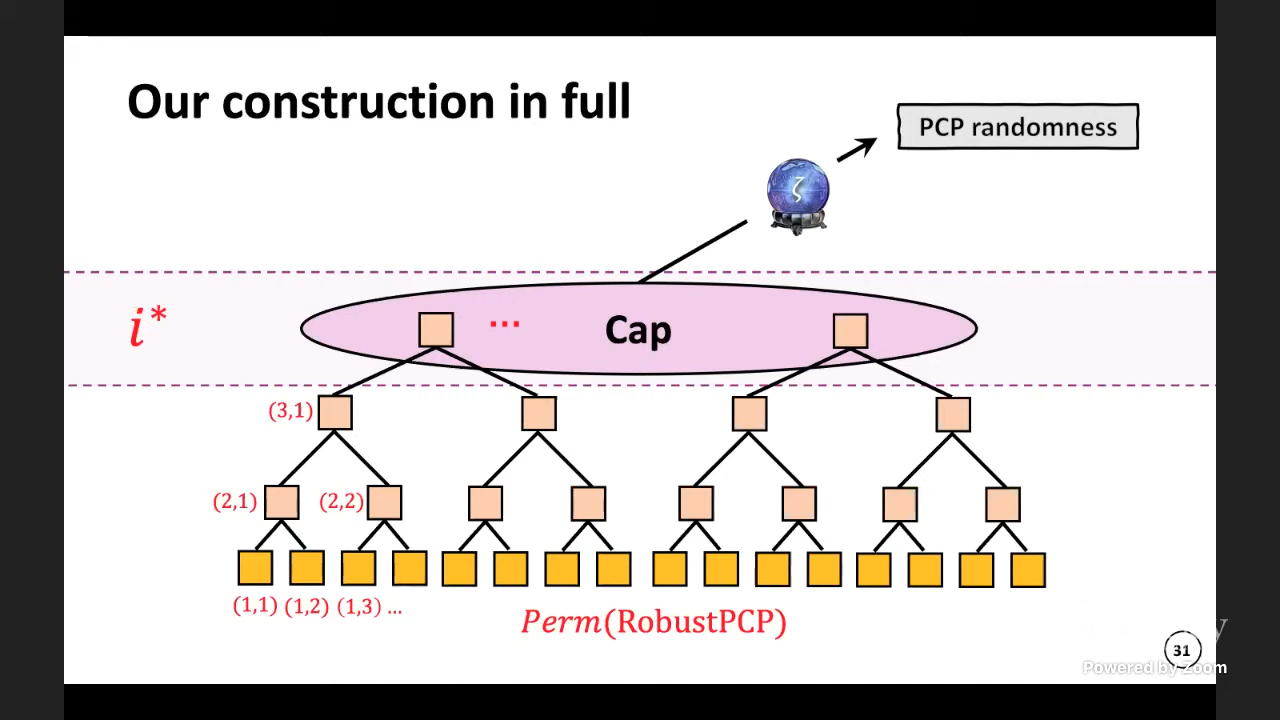 Our construction in full
PCP randomness
ζ
i*
... Cap
(3,1)
(2,1) (2,2)
(1,1) (1,2) (1,3) ...
Perm(RobustPCP)
31
Powered by Zoom